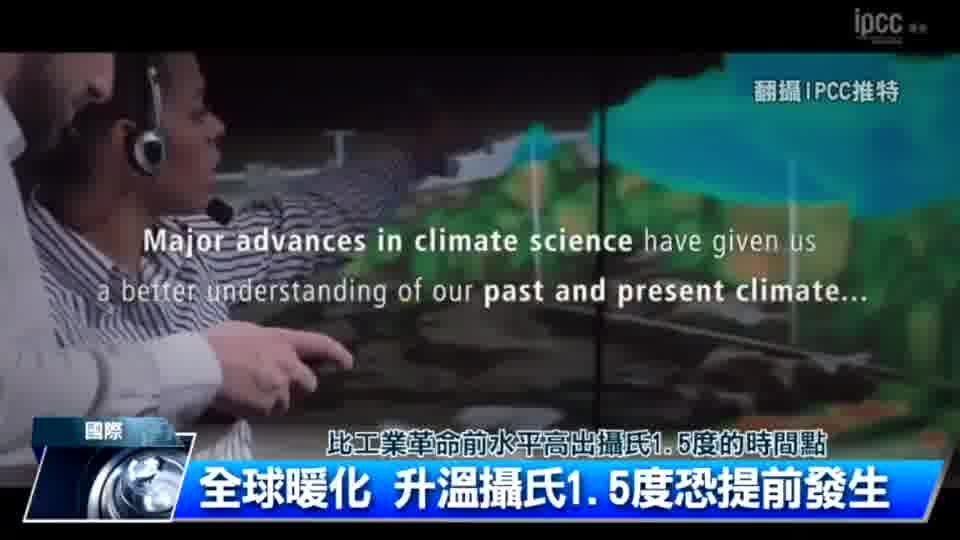 ipcc
翻攝IPCC推特
Major advances in climate science have given us
a better understanding of our past and present climate...
國際
比工業革命前水平高出攝氏1.5度的時間點
全球暖化 升溫攝氏1.5度恐提前發生